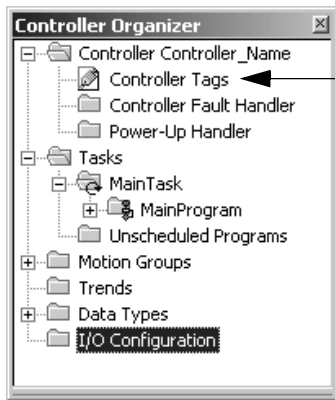 Controller Organizer
Controller Controller_Name
Controller Tags
Controller Fault Handler
Power-Up Handler
Tasks
MainTask
MainProgram
Unscheduled Programs
Motion Groups
Trends
Data Types
I/O Configuration